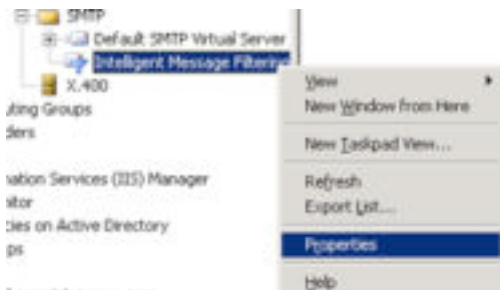 SMTP
Default SMTP Virtual Server
Intelligent Message Filtering
X.400
uting Groups
ders
nation Services (IIS) Manager
itor
cies on Active Directory
ps
View
New Window from Here
New Taskpad View...
Refresh
Export List...
Properties
Help